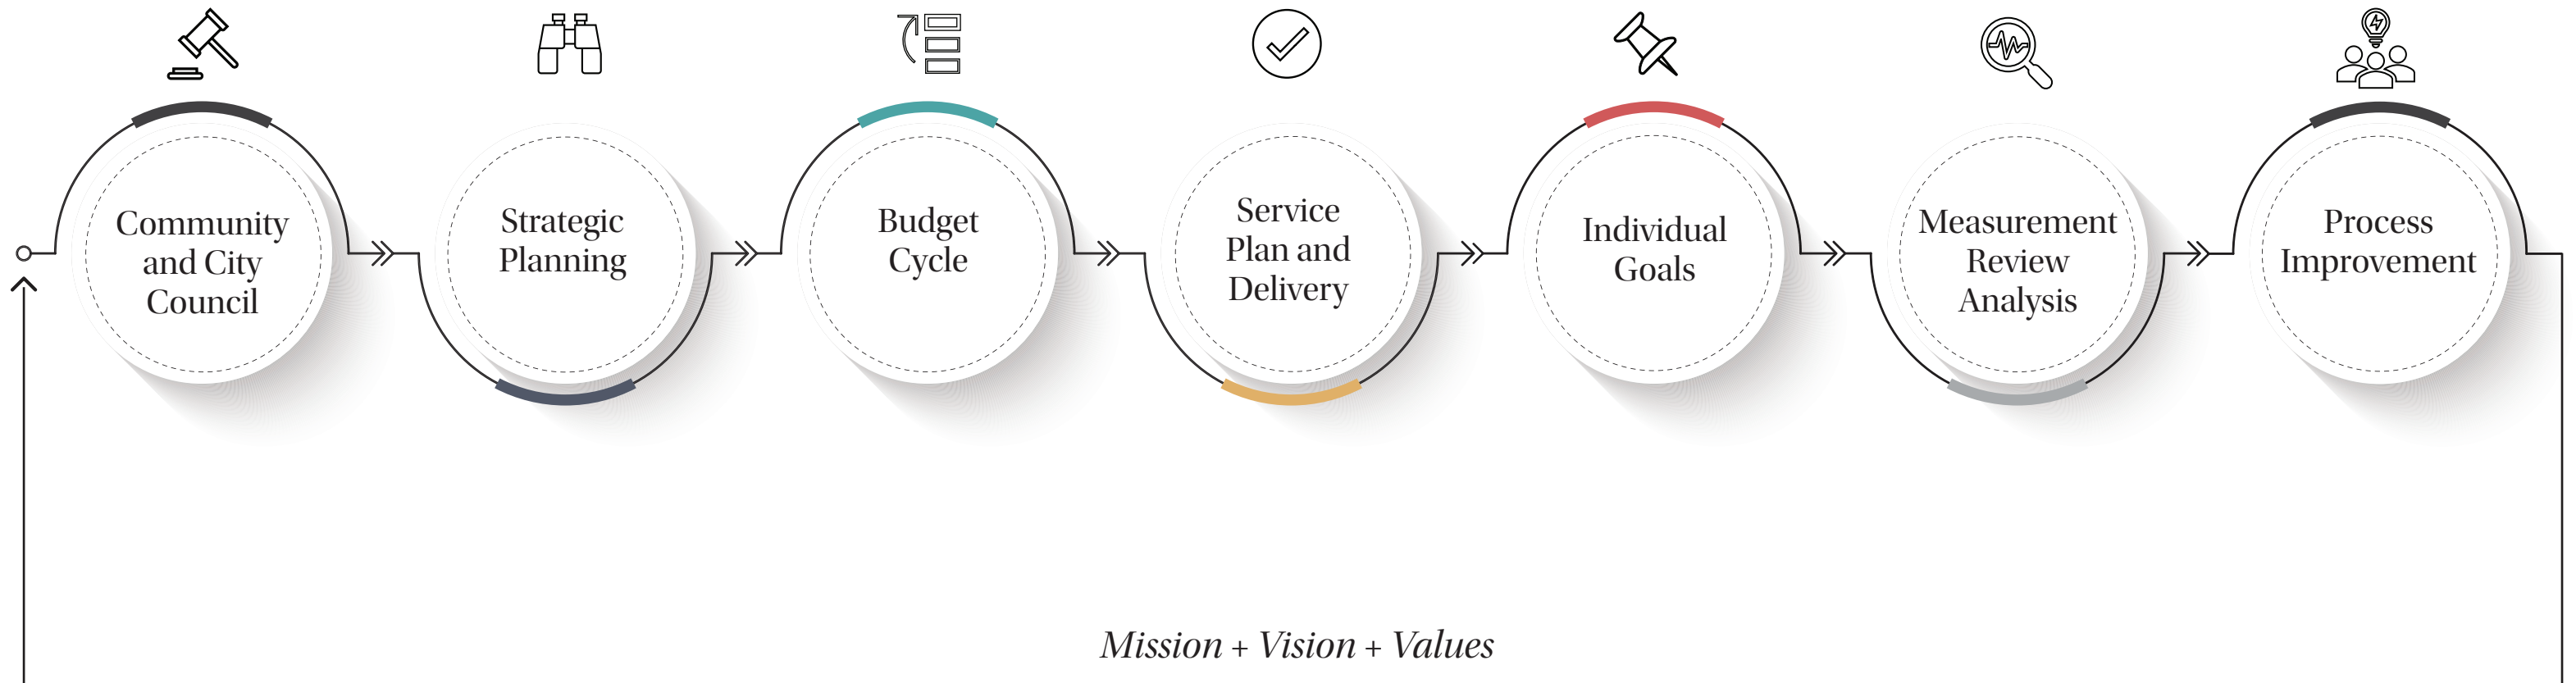 Community
and City
Council
Strategic
Planning
Budget
Cycle
Service
Plan and
Delivery
Individual
Goals
Measurement
Review
Analysis
Process
Improvement
Mission + Vision + Values